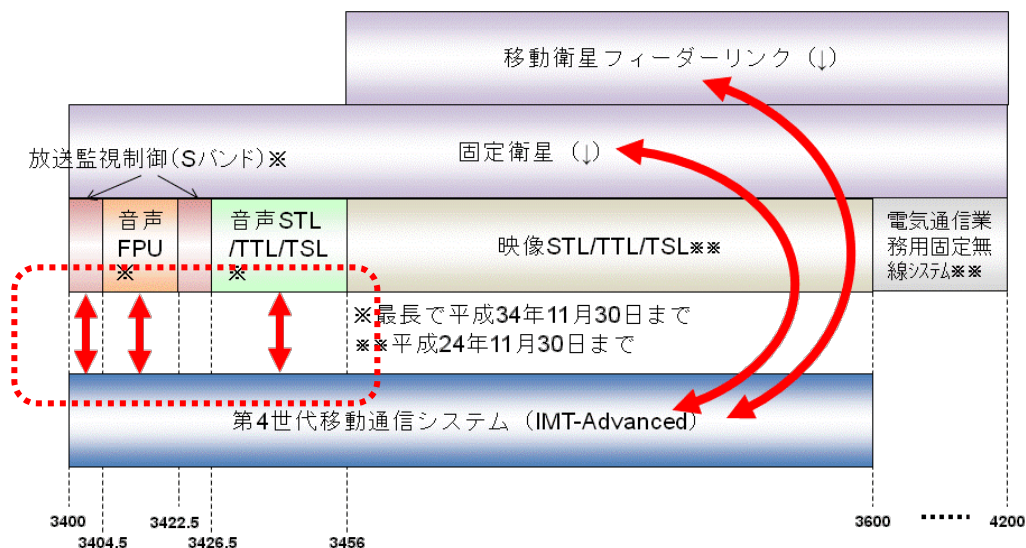 移動衛星フィーダーリンク（↓）
固定衛星（↓）
放送監視制御（Sバンド）※
音声
FPU
※
音声STL
/TTL/TSL
※
映像STL/TTL/TSL※※
電気通信業
務用固定無
線システム※※
※最長で平成34年11月30日まで
※※平成24年11月30日まで
第4世代移動通信システム（IMT-Advanced）
3400
3404.5
3422.5
3426.5
3456
3600
……
4200